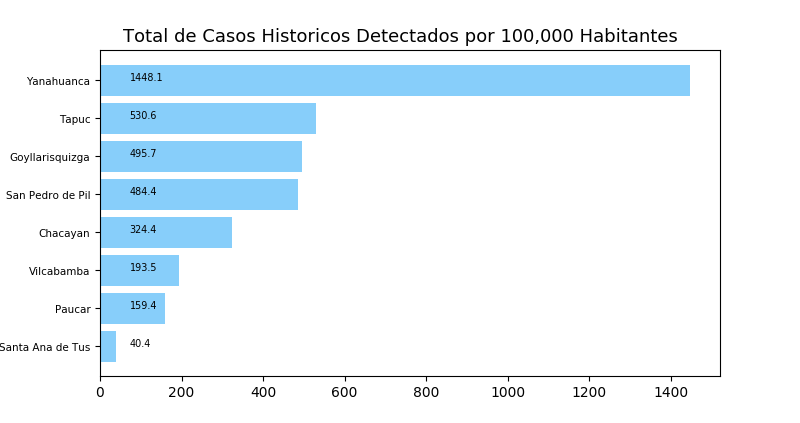 Total de Casos Historicos Detectados por 100,000 Habitantes
Yanahuanca 1448.1
Tapuc 530.6
Goyllarisquizga 495.7
San Pedro de Pil 484.4
Chacayan 324.4
Vilcabamba 193.5
Paucar 159.4
Santa Ana de Tus 40.4
0 200 400 600 800 1000 1200 1400